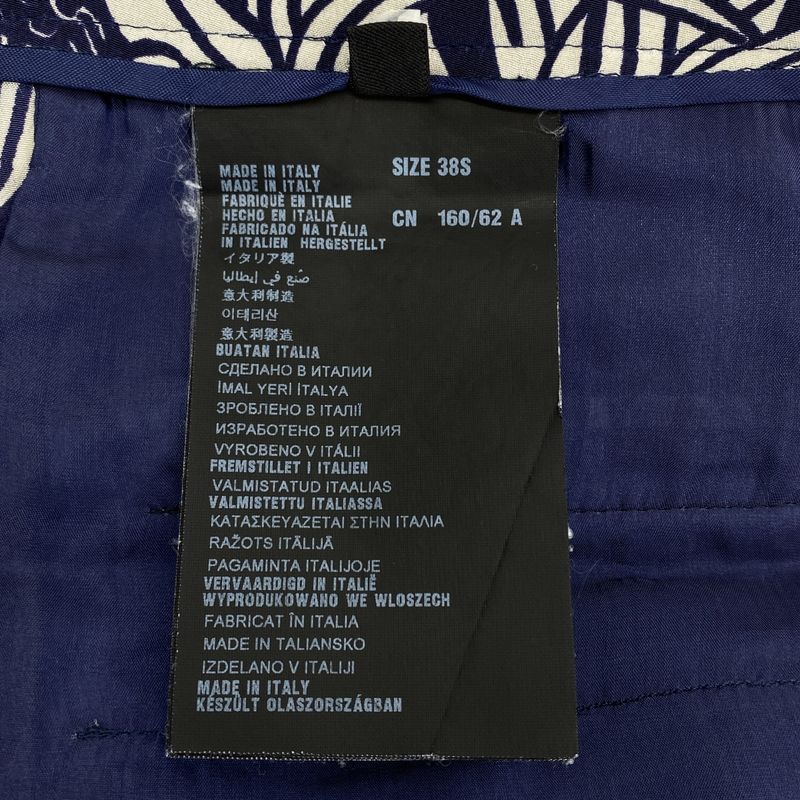 MADE IN ITALY
MADE IN ITALY
FABRIQUÈ EN ITALIE
HECHO EN ITALIA
FABRICADO NA ITÁLIA
IN ITALIEN HERGESTELLT
イタリア製
صنع في إيطاليا
意大利制造
이태리산
意大利製造
BUATAN ITALIA
СДЕЛАНО В ИТАЛИИ
İMAL YERİ İTALYA
ЗРОБЛЕНО В ІТАЛІЇ
ИЗРАБОТЕНО В ИТАЛИЯ
VYROBENO V ITÁLII
FREMSTILLET I ITALIEN
VALMISTATUD ITAALIAS
VALMISTETTU ITALIASSA
ΚΑΤΑΣΚΕΥΑΖΕΤΑΙ ΣΤΗΝ ΙΤΑΛΙΑ
RAŽOTS ITĀLIJĀ
PAGAMINTA ITALIJOJE
VERVAARDIGD IN ITALIË
WYPRODUKOWANO WE WLOSZECH
FABRICAT ÎN ITALIA
MADE IN TALIANSKO
IZDELANO V ITALIJI
MADE IN ITALY
KÉSZÜLT OLASZORSZÁGBAN
SIZE 38S
CN 160/62 A